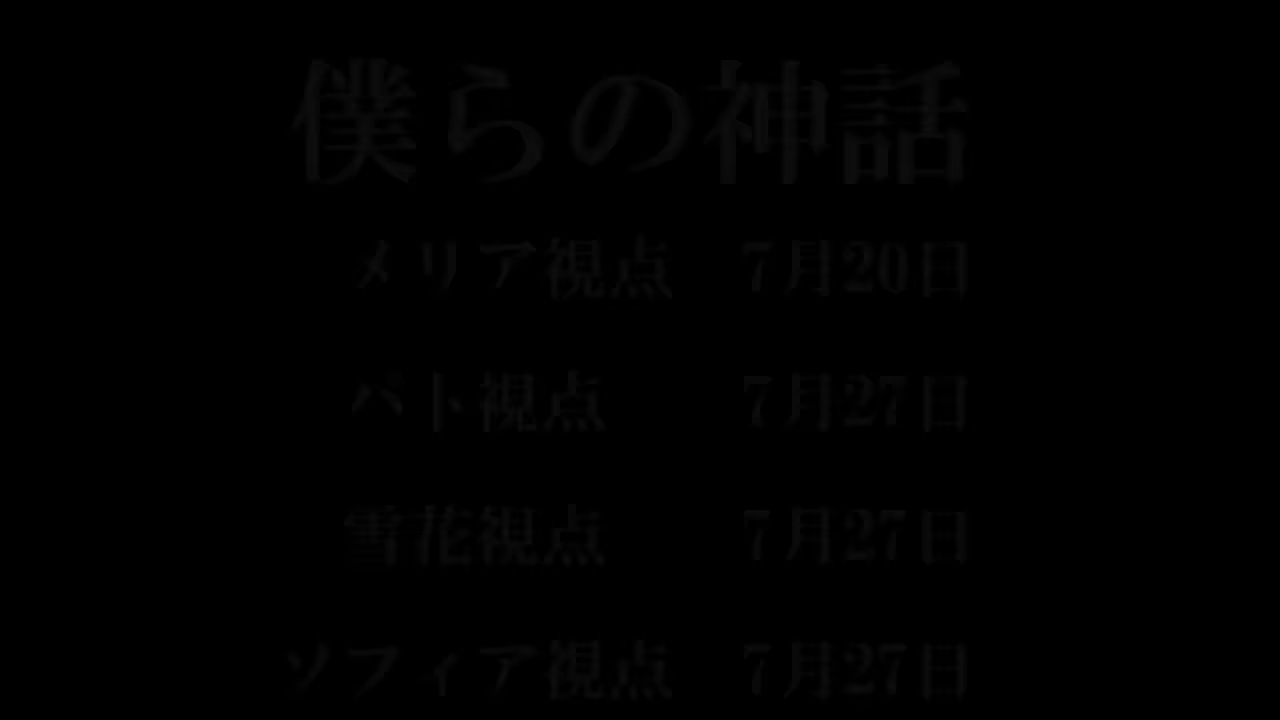 僕らの神話
メリア視点　7月20日
パト視点　7月27日
雪花視点　7月27日
ソフィア視点　7月27日